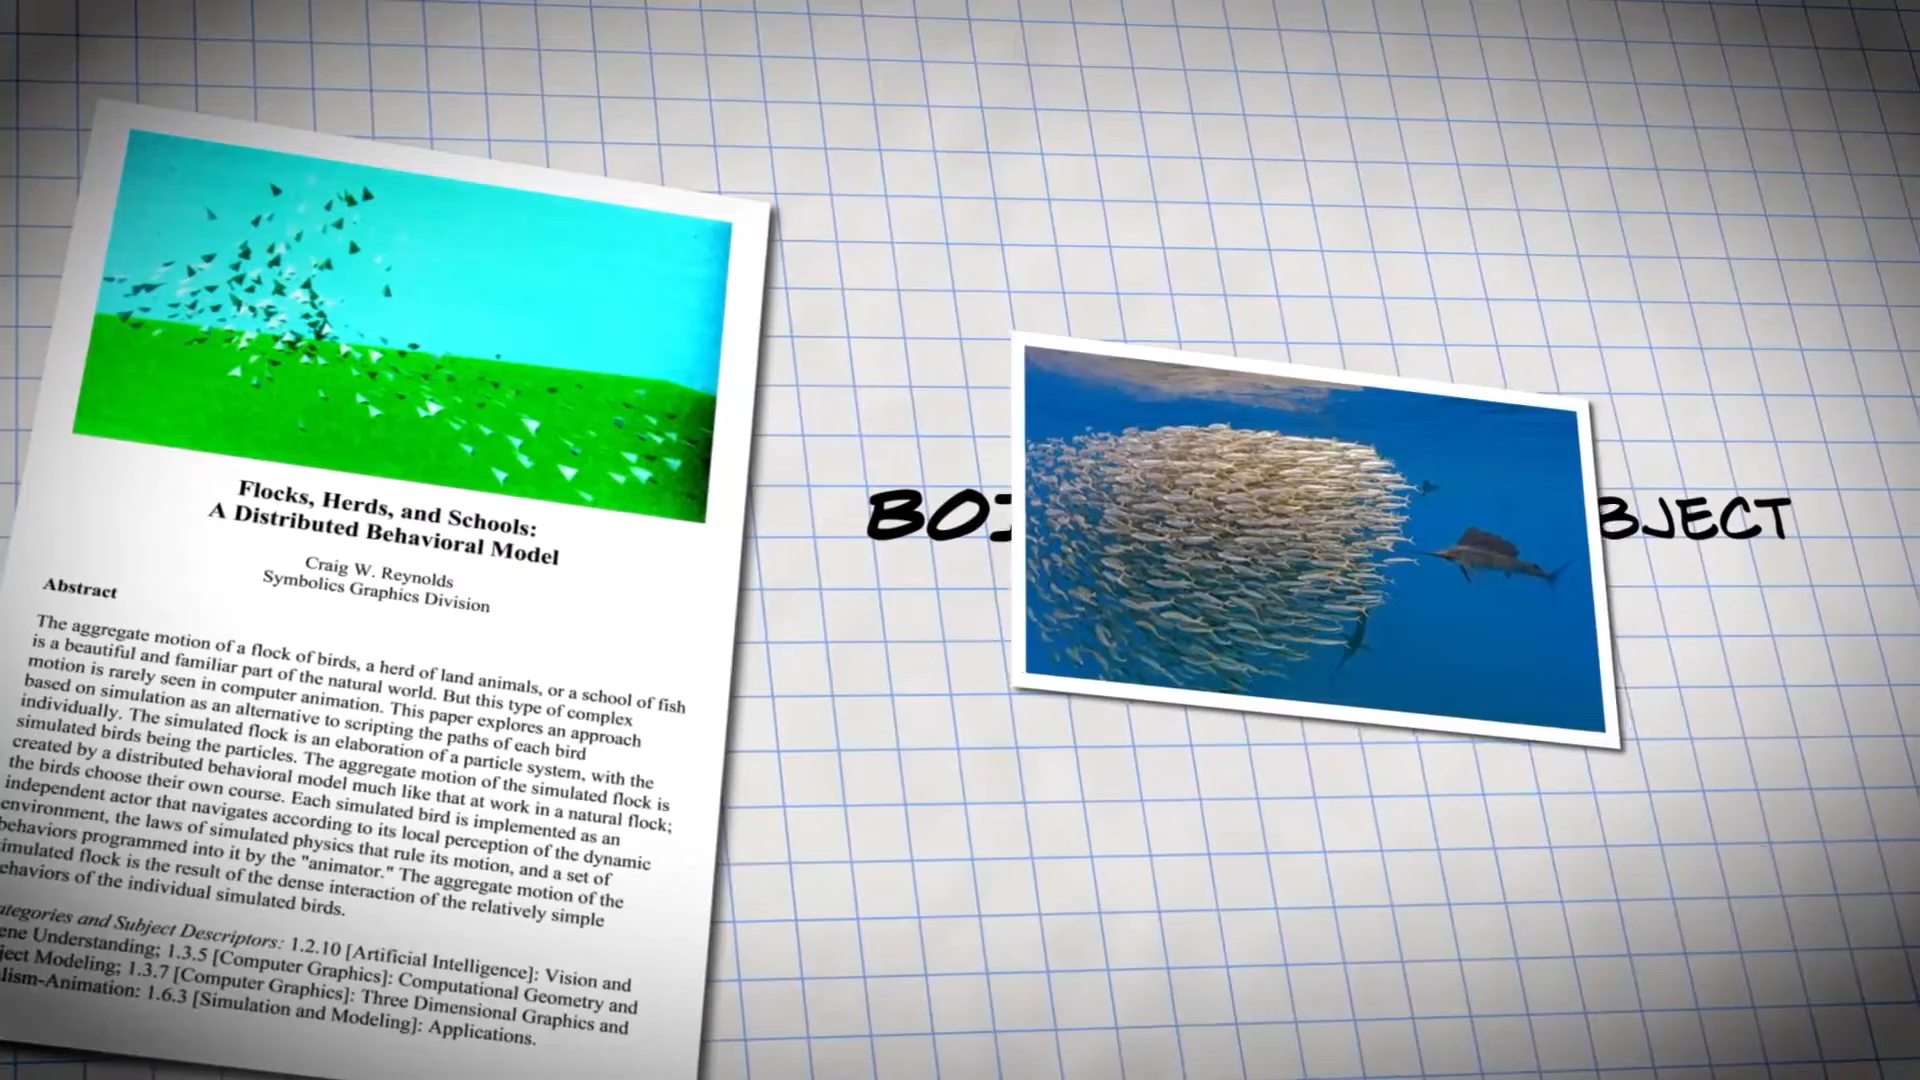 Flocks, Herds, and Schools:
A Distributed Behavioral Model
Craig W. Reynolds
Symbolics Graphics Division
Abstract
The aggregate motion of a flock of birds, a herd of land animals, or a school of fish
is a beautiful and familiar part of the natural world. But this type of complex
motion is rarely seen in computer animation. This paper explores an approach
based on simulation as an alternative to scripting the paths of each bird
individually. The simulated flock is an elaboration of a particle system, with the
simulated birds being the particles. The aggregate motion of the simulated flock is
created by a distributed behavioral model much like that at work in a natural flock;
the birds choose their own course. Each simulated bird is implemented as an
independent actor that navigates according to its local perception of the dynamic
environment, the laws of simulated physics that rule its motion, and a set of
behaviors programmed into it by the "animator." The aggregate motion of the
simulated flock is the result of the dense interaction of the relatively simple
ehaviors of the individual simulated birds.
ategories and Subject Descriptors: 1.2.10 [Artificial Intelligence]: Vision and
ene Understanding; 1.3.5 [Computer Graphics]: Computational Geometry and
ject Modeling; 1.3.7 [Computer Graphics]: Three Dimensional Graphics and
lism-Animation: 1.6.3 [Simulation and Modeling]: Applications.
BOI BJECT